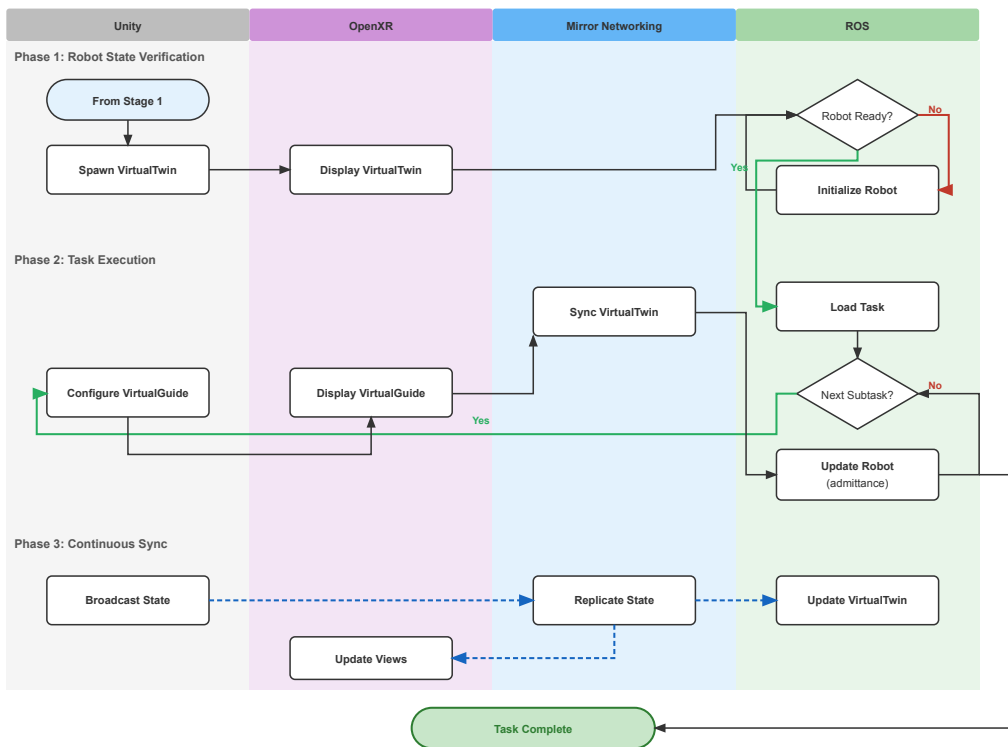 Unity
OpenXR
Mirror Networking
ROS
Phase 1: Robot State Verification
From Stage 1
Robot Ready?
No
Spawn VirtualTwin
Display VirtualTwin
Yes
Initialize Robot
Phase 2: Task Execution
Sync VirtualTwin
Load Task
Configure VirtualGuide
Display VirtualGuide
Next Subtask?
No
Yes
Update Robot
(admittance)
Phase 3: Continuous Sync
Broadcast State
Replicate State
Update VirtualTwin
Update Views
Task Complete